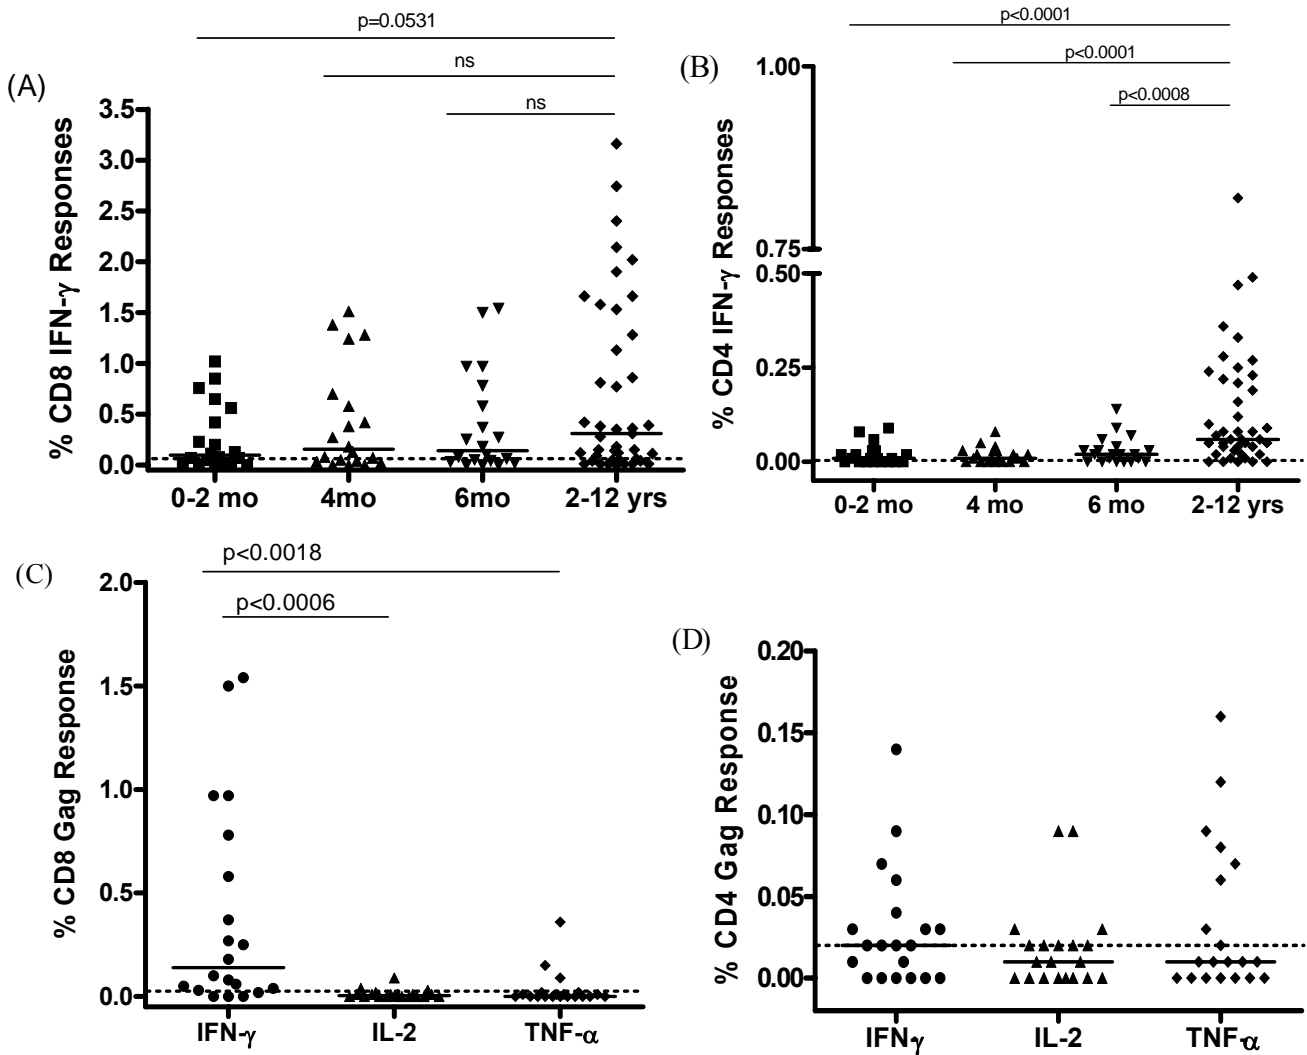 (A)
p=0.0531
ns
ns
% CD8 IFN-γ Responses
3.5
3.0
2.5
2.0
1.5
1.0
0.5
0.0
0-2 mo 4mo 6mo 2-12 yrs
(B)
p<0.0001
p<0.0001
p<0.0008
% CD4 IFN-γ Responses
1.00
0.75
0.50
0.25
0.00
0-2 mo 4 mo 6 mo 2-12 yrs
(C)
p<0.0018
p<0.0006
% CD8 Gag Response
2.0
1.5
1.0
0.5
0.0
IFN-γ IL-2 TNF-α
(D)
% CD4 Gag Response
0.20
0.15
0.10
0.05
0.00
IFN-γ IL-2 TNF-α